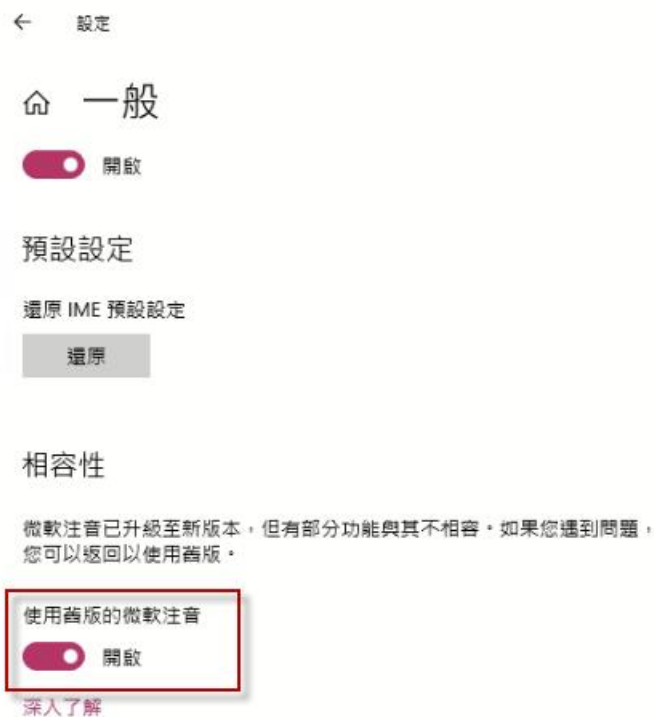 設定
一般
開啟
預設設定
還原 IME 預設設定
還原
相容性
微軟注音已升級至新版本，但有部分功能與其不相容。如果您遇到問題，
您可以返回以使用舊版。
使用舊版的微軟注音
開啟
深入了解